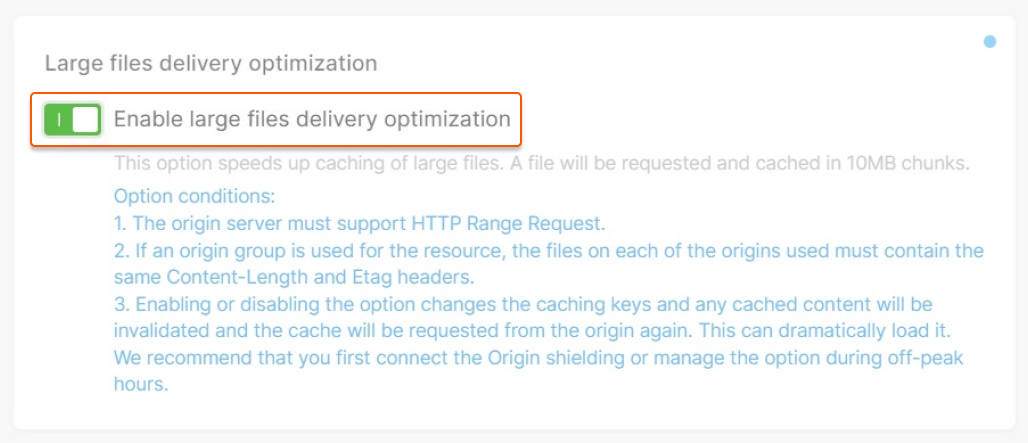 Large files delivery optimization
Enable large files delivery optimization
This option speeds up caching of large files. A file will be requested and cached in 10MB chunks.
Option conditions:
1. The origin server must support HTTP Range Request.
2. If an origin group is used for the resource, the files on each of the origins used must contain the
same Content-Length and Etag headers.
3. Enabling or disabling the option changes the caching keys and any cached content will be
invalidated and the cache will be requested from the origin again. This can dramatically load it.
We recommend that you first connect the Origin shielding or manage the option during off-peak
hours.